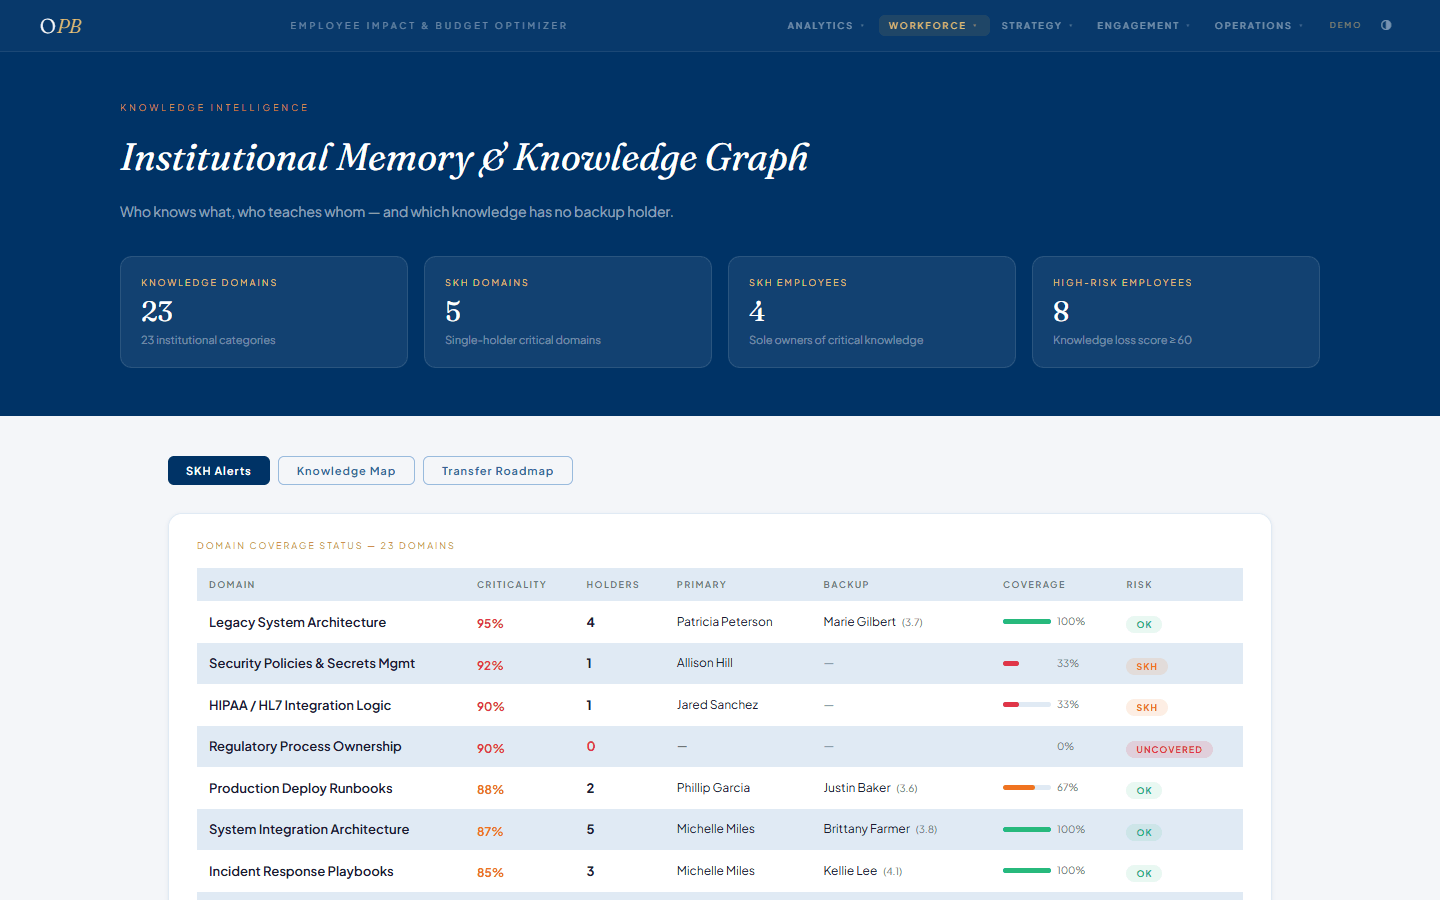 OPB
EMPLOYEE IMPACT & BUDGET OPTIMIZER
ANALYTICS
WORKFORCE
STRATEGY
ENGAGEMENT
OPERATIONS
DEMO
KNOWLEDGE INTELLIGENCE
Institutional Memory & Knowledge Graph
Who knows what, who teaches whom — and which knowledge has no backup holder.
KNOWLEDGE DOMAINS
23
23 institutional categories
SKH DOMAINS
5
Single-holder critical domains
SKH EMPLOYEES
4
Sole owners of critical knowledge
HIGH-RISK EMPLOYEES
8
Knowledge loss score ≥ 60
SKH Alerts
Knowledge Map
Transfer Roadmap
DOMAIN COVERAGE STATUS — 23 DOMAINS
DOMAIN CRITICALITY HOLDERS PRIMARY BACKUP COVERAGE RISK
Legacy System Architecture 95% 4 Patricia Peterson Marie Gilbert (3.7) 100% OK
Security Policies & Secrets Mgmt 92% 1 Allison Hill — 33% SKH
HIPAA / HL7 Integration Logic 90% 1 Jared Sanchez — 33% SKH
Regulatory Process Ownership 90% 0 — — 0% UNCOVERED
Production Deploy Runbooks 88% 2 Phillip Garcia Justin Baker (3.6) 67% OK
System Integration Architecture 87% 5 Michelle Miles Brittany Farmer (3.8) 100% OK
Incident Response Playbooks 85% 3 Michelle Miles Kellie Lee (4.1) 100% OK